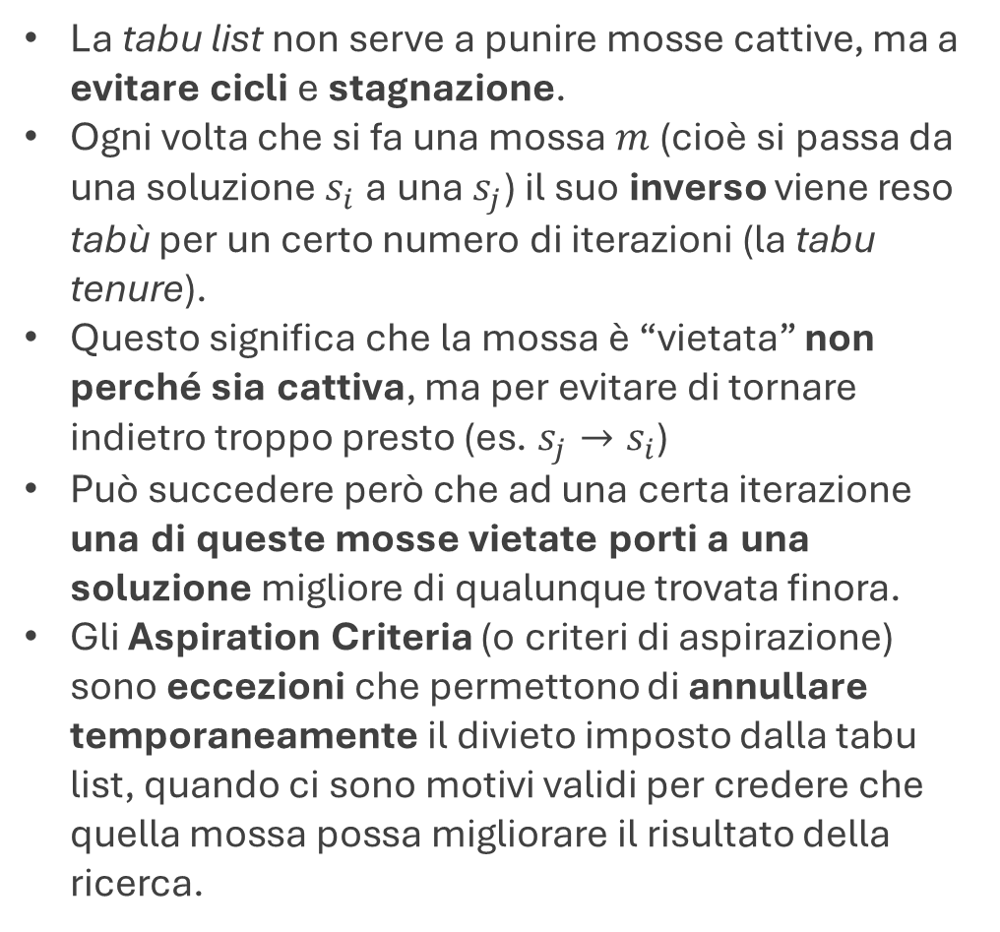 • La tabu list non serve a punire mosse cattive, ma a
evitare cicli e stagnazione.
• Ogni volta che si fa una mossa m (cioè si passa da
una soluzione sᵢ a una sⱼ) il suo inverso viene reso
tabù per un certo numero di iterazioni (la tabu
tenure).
• Questo significa che la mossa è “vietata” non
perché sia cattiva, ma per evitare di tornare
indietro troppo presto (es. sⱼ → sᵢ)
• Può succedere però che ad una certa iterazione
una di queste mosse vietate porti a una
soluzione migliore di qualunque trovata finora.
• Gli Aspiration Criteria (o criteri di aspirazione)
sono eccezioni che permettono di annullare
temporaneamente il divieto imposto dalla tabu
list, quando ci sono motivi validi per credere che
quella mossa possa migliorare il risultato della
ricerca.